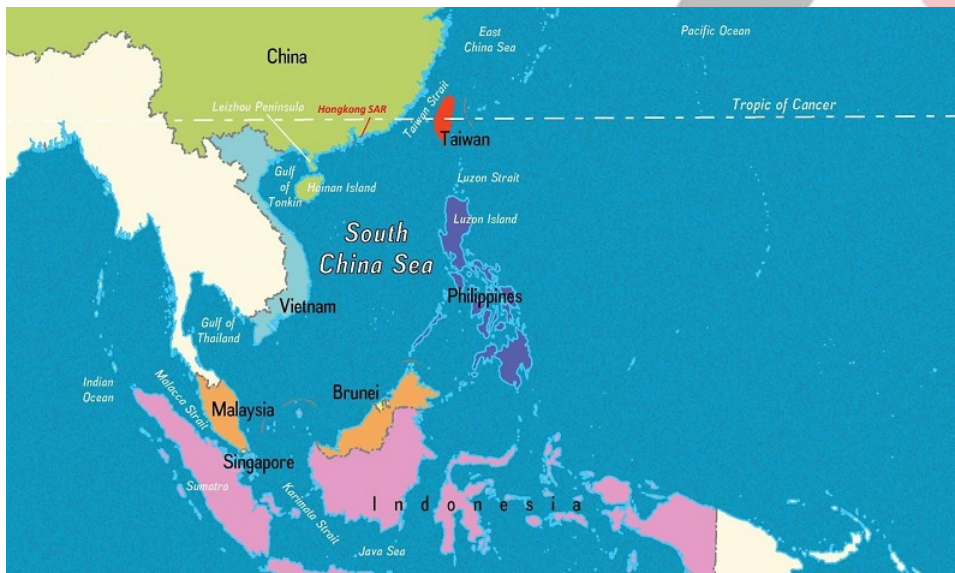 East
China Sea
Pacific Ocean
China
Leizhou Peninsula
Hongkong SAR
Taiwan Strait
Tropic of Cancer
Taiwan
Gulf
of
Tonkin
Hainan Island
Luzon Strait
Luzon Island
South
China Sea
Vietnam
Philippines
Gulf of
Thailand
Indian
Ocean
Malacca Strait
Malaysia
Brunei
Singapore
Sumatra
Karimata Strait
Indonesia
Java Sea